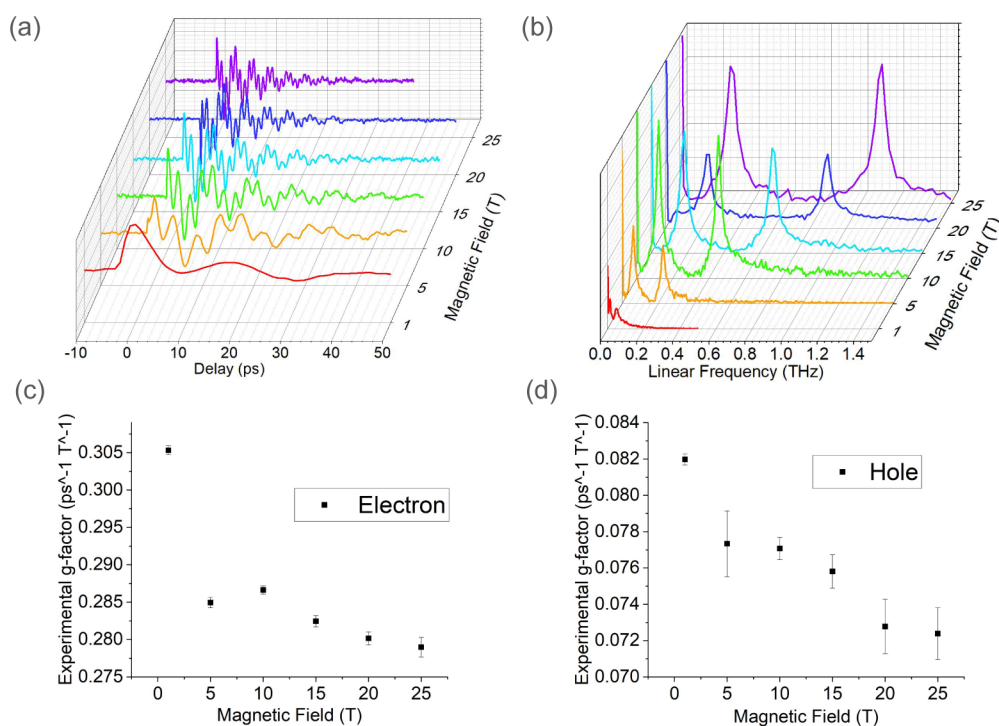 (a)
25
20
15
10
5
1
Magnetic Field (T)
-10 0 10 20 30 40 50
Delay (ps)
(b)
25
20
15
10
5
1
Magnetic Field (T)
0.0 0.2 0.4 0.6 0.8 1.0 1.2 1.4
Linear Frequency (THz)
(c)
Experimental g-factor (ps^-1 T^-1)
0.305
0.300
0.295
0.290
0.285
0.280
0.275
Electron
0 5 10 15 20 25
Magnetic Field (T)
(d)
Experimental g-factor (ps^-1 T^-1)
0.084
0.082
0.080
0.078
0.076
0.074
0.072
0.070
Hole
0 5 10 15 20 25
Magnetic Field (T)